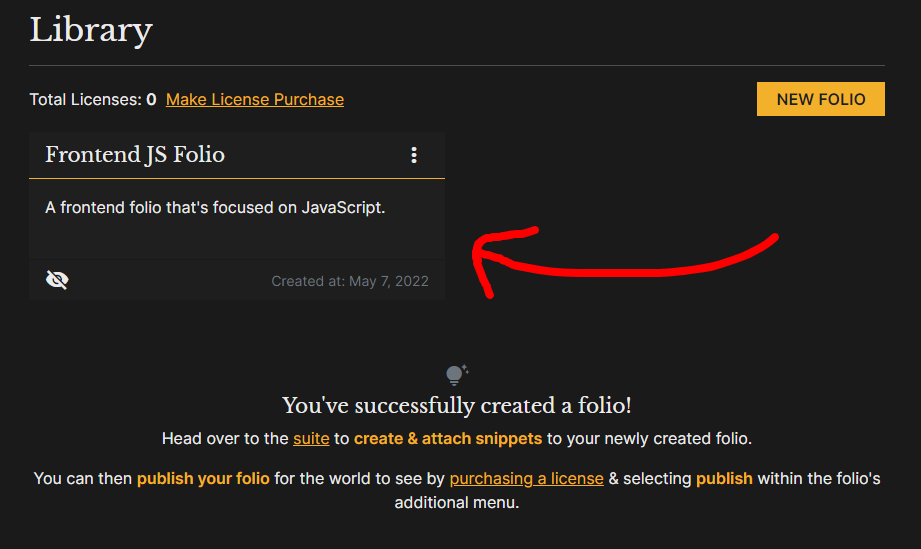 Library
Total Licenses: 0 Make License Purchase
NEW FOLIO
Frontend JS Folio
A frontend folio that's focused on JavaScript.
Created at: May 7, 2022
You've successfully created a folio!
Head over to the suite to create & attach snippets to your newly created folio.
You can then publish your folio for the world to see by purchasing a license & selecting publish within the folio's
additional menu.